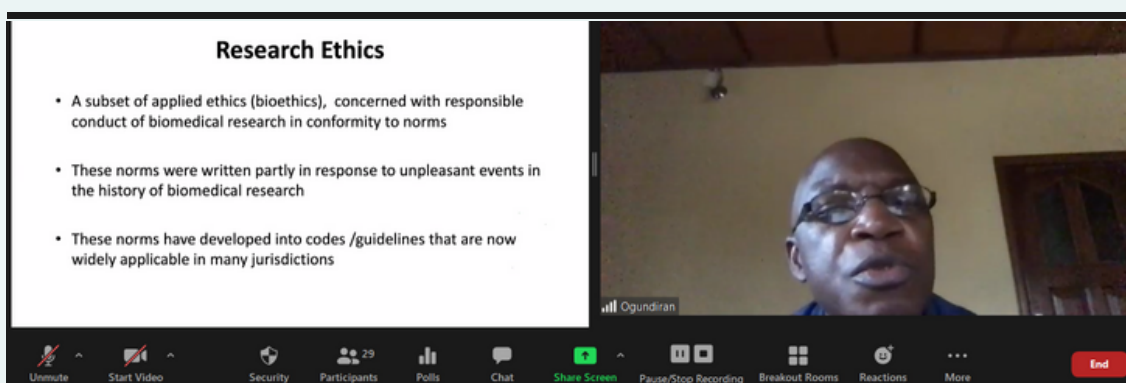 Research Ethics
• A subset of applied ethics (bioethics), concerned with responsible
conduct of biomedical research in conformity to norms
• These norms were written partly in response to unpleasant events in
the history of biomedical research
• These norms have developed into codes /guidelines that are now
widely applicable in many jurisdictions
Ogundiran
Unmute
Start Video
Security
29
Participants
Polls
Chat
Share Screen
Pause/Stop Recording
Breakout Rooms
Reactions
More
End